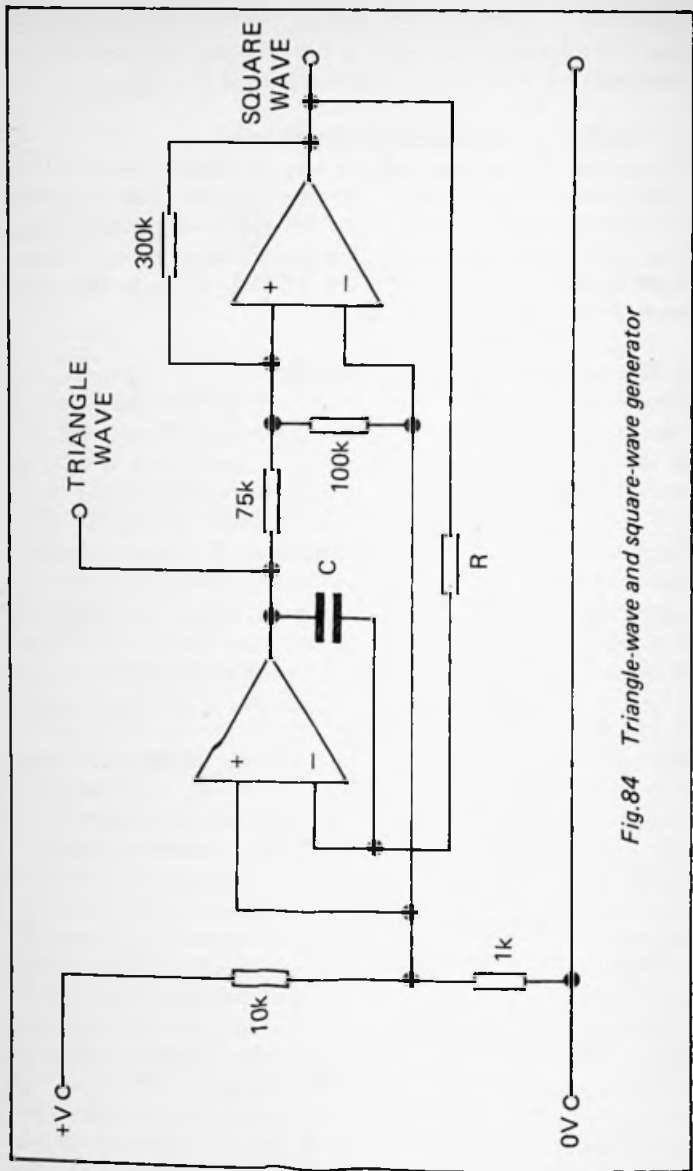 +V
0V
10k
1k
+
−
C
TRIANGLE
WAVE
75k
100k
300k
+
−
SQUARE
WAVE
R
Fig.84 Triangle-wave and square-wave generator